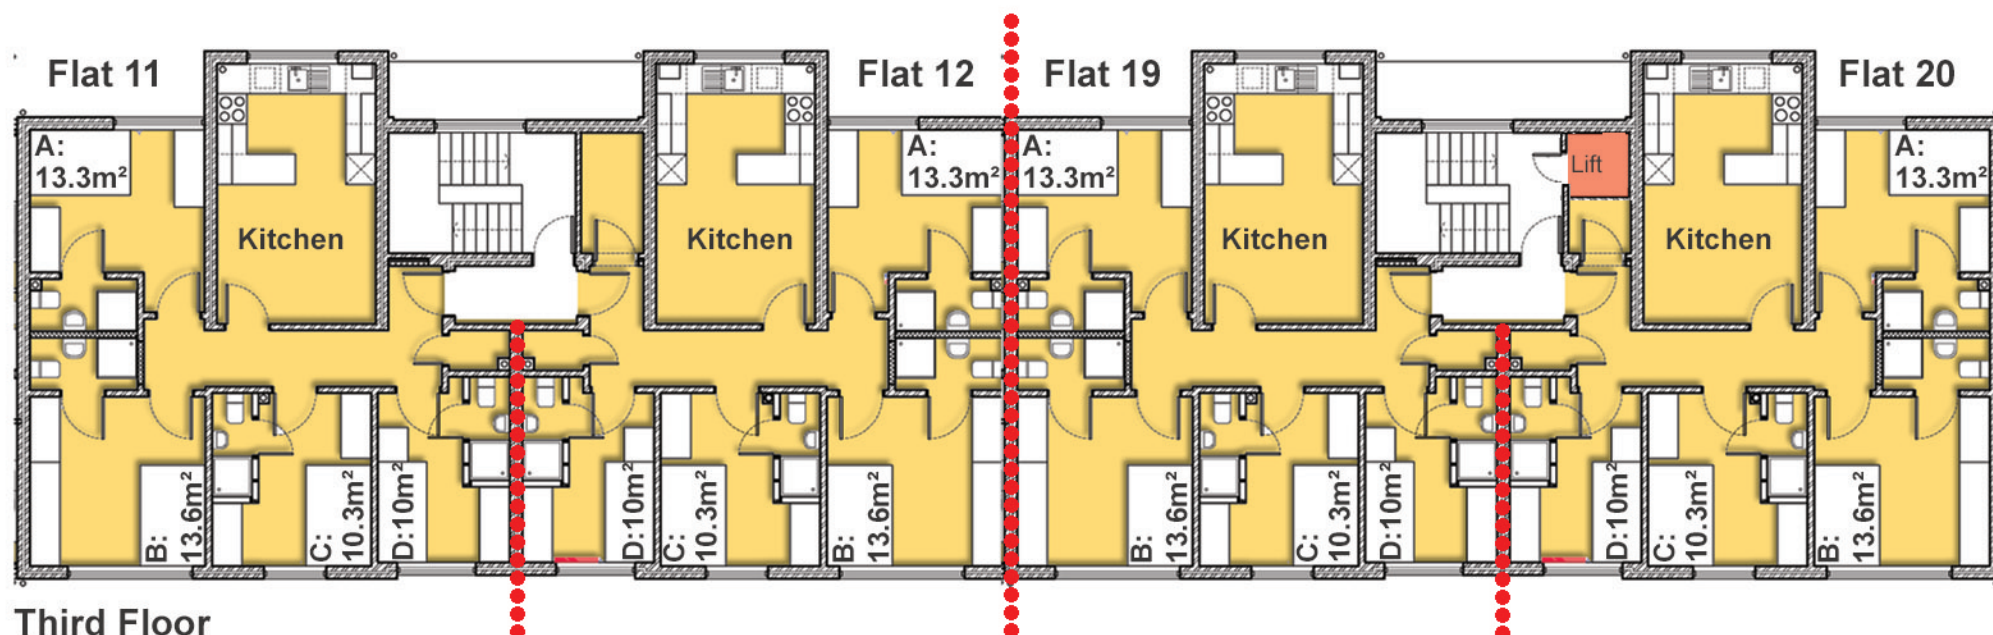 Flat 11
Flat 12
Flat 19
Flat 20
A:
13.3m²
Kitchen
Kitchen
A:
13.3m²
A:
13.3m²
Kitchen
Lift
Kitchen
A:
13.3m²
B:
13.6m²
C:
10.3m²
D:10m²
D:10m²
C:
10.3m²
B:
13.6m²
B:
13.6m²
C:
10.3m²
D:10m²
D:10m²
C:
10.3m²
B:
13.6m²
Third Floor